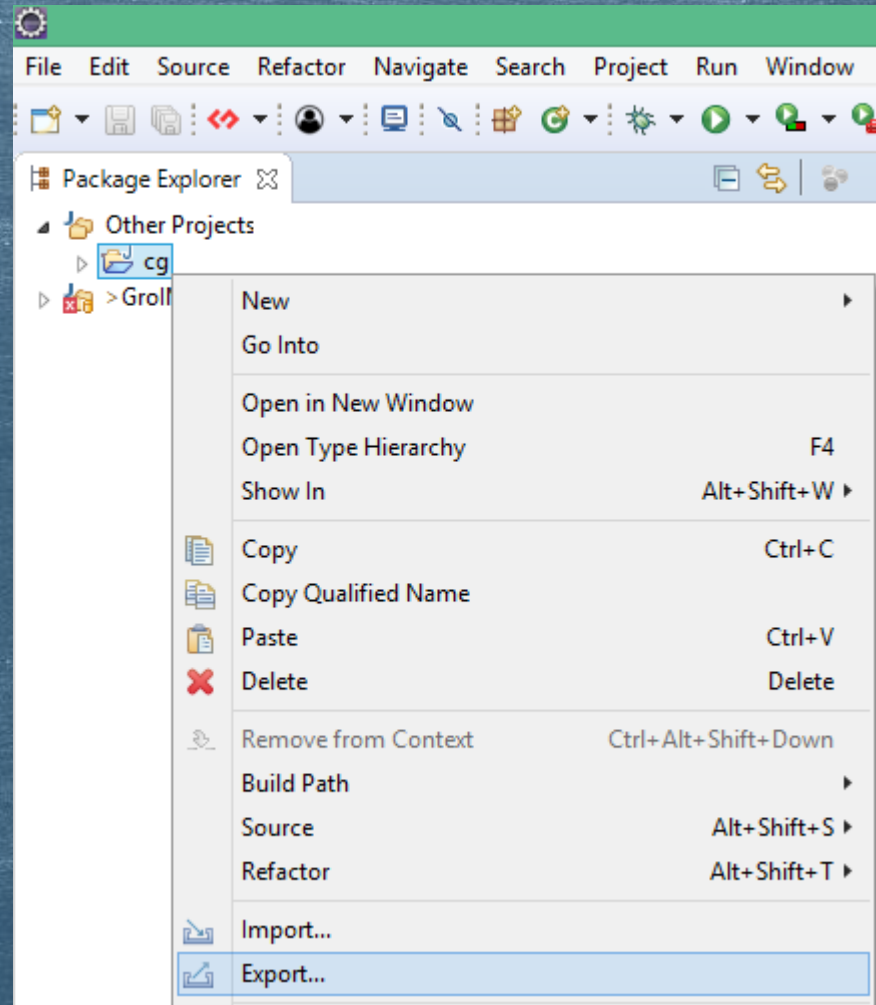 File Edit Source Refactor Navigate Search Project Run Window
Package Explorer
Other Projects
cg
New
Go Into
Open in New Window
Open Type Hierarchy F4
Show In Alt+Shift+W
Copy Ctrl+C
Copy Qualified Name
Paste Ctrl+V
Delete Delete
Remove from Context Ctrl+Alt+Shift+Down
Build Path
Source Alt+Shift+S
Refactor Alt+Shift+T
Import...
Export...